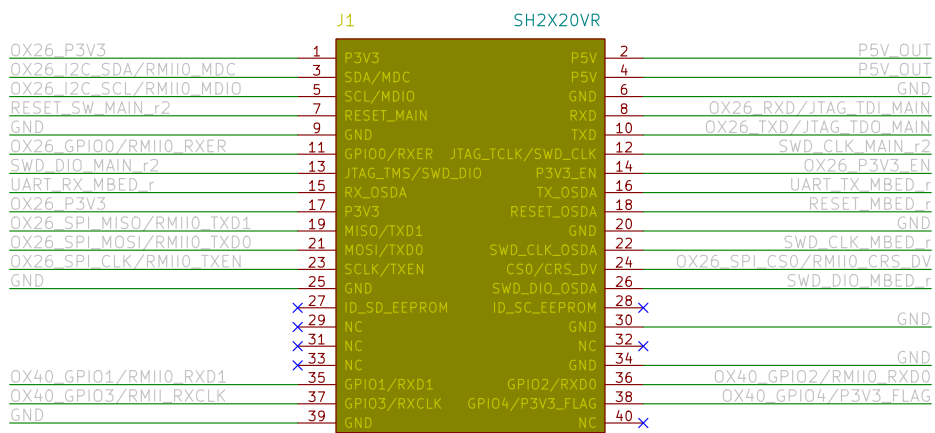 J1 SH2X20VR
OX26_P3V3 1 P3V3 P5V 2 P5V_OUT
OX26_I2C_SDA/RMII0_MDC 3 SDA/MDC P5V 4 P5V_OUT
OX26_I2C_SCL/RMII0_MDIO 5 SCL/MDIO GND 6 GND
RESET_SW_MAIN_r2 7 RESET_MAIN RXD 8 OX26_RXD/JTAG_TDI_MAIN
GND 9 GND TXD 10 OX26_TXD/JTAG_TDO_MAIN
OX26_GPIO0/RMII0_RXER 11 GPIO0/RXER JTAG_TCLK/SWD_CLK 12 SWD_CLK_MAIN_r2
SWD_DIO_MAIN_r2 13 JTAG_TMS/SWD_DIO P3V3_EN 14 OX26_P3V3_EN
UART_RX_MBED_r 15 RX_OSDA TX_OSDA 16 UART_TX_MBED_r
OX26_P3V3 17 P3V3 RESET_OSDA 18 RESET_MBED_r
OX26_SPI_MISO/RMII0_TXD1 19 MISO/TXD1 GND 20 GND
OX26_SPI_MOSI/RMII0_TXD0 21 MOSI/TXD0 SWD_CLK_OSDA 22 SWD_CLK_MBED_r
OX26_SPI_CLK/RMII0_TXEN 23 SCLK/TXEN CS0/CRS_DV 24 OX26_SPI_CS0/RMII0_CRS_DV
GND 25 GND SWD_DIO_OSDA 26 SWD_DIO_MBED_r
27 ID_SD_EEPROM ID_SC_EEPROM 28
29 NC GND 30 GND
31 NC NC 32
33 NC GND 34 GND
OX40_GPIO1/RMII0_RXD1 35 GPIO1/RXD1 GPIO2/RXD0 36 OX40_GPIO2/RMII0_RXD0
OX40_GPIO3/RMII_RXCLK 37 GPIO3/RXCLK GPIO4/P3V3_FLAG 38 OX40_GPIO4/P3V3_FLAG
GND 39 GND NC 40